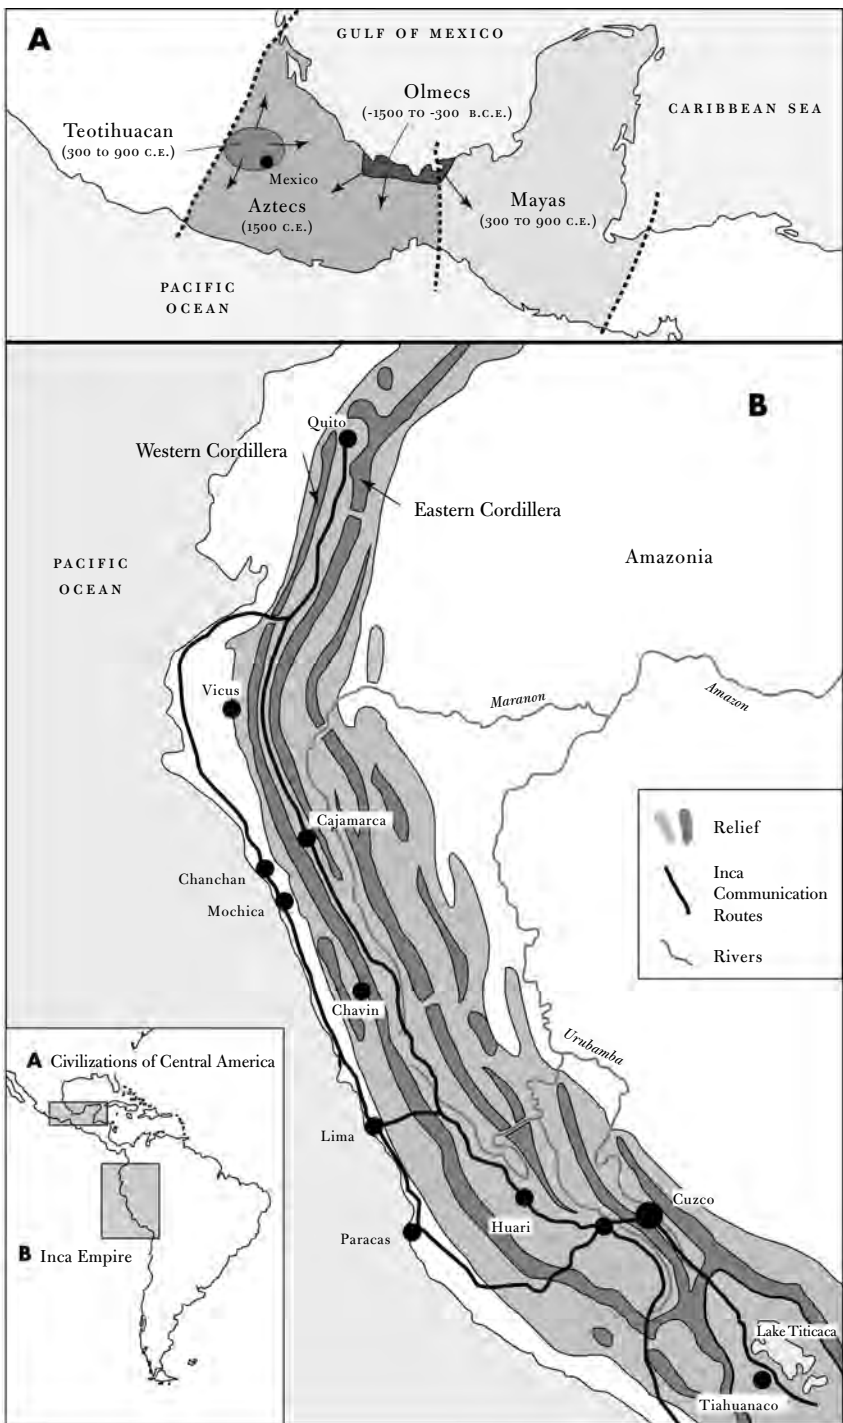 A
GULF OF MEXICO
Olmecs
(-1500 TO -300 B.C.E.)
CARIBBEAN SEA
Teotihuacan
(300 to 900 C.E.)
Mexico
Aztecs
(1500 C.E.)
Mayas
(300 TO 900 C.E.)
PACIFIC
OCEAN
B
Quito
Western Cordillera
Eastern Cordillera
PACIFIC
OCEAN
Amazonia
Vicus
Maranon
Amazon
Cajamarca
Chanchan
Mochica
Relief
Inca
Communication
Routes
Rivers
Chavin
Urubamba
A Civilizations of Central America
Lima
Cuzco
Huari
Paracas
B Inca Empire
Lake Titicaca
Tiahuanaco